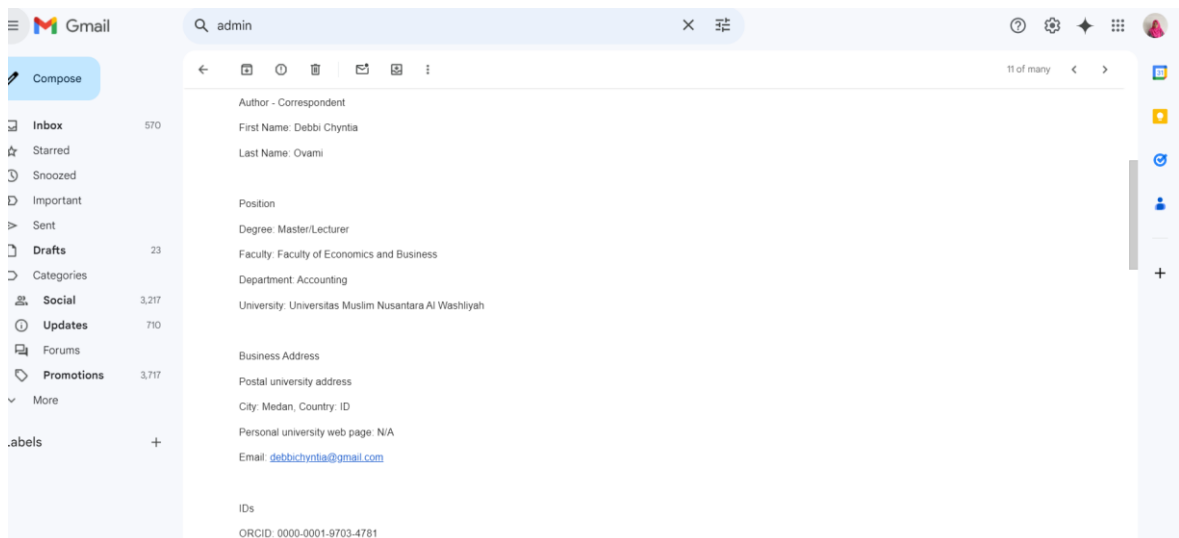 Gmail
admin
Compose
11 of many
31
Inbox 570
Starred
Snoozed
Important
Sent
Drafts 23
Categories
Social 3,217
Updates 710
Forums
Promotions 3,717
More
abels
Author - Correspondent
First Name: Debbi Chyntia
Last Name: Ovami
Position
Degree: Master/Lecturer
Faculty: Faculty of Economics and Business
Department: Accounting
University: Universitas Muslim Nusantara Al Washliyah
Business Address
Postal university address
City: Medan, Country: ID
Personal university web page: N/A
Email: debbichyntia@gmail.com
IDs
ORCID: 0000-0001-9703-4781